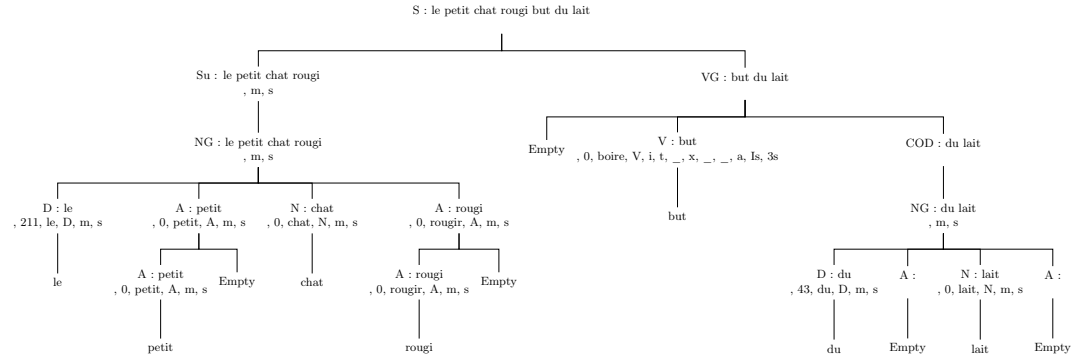 S : le petit chat rougi but du lait
Su : le petit chat rougi
, m, s
VG : but du lait
NG : le petit chat rougi
, m, s
Empty
V : but
, 0, boire, V, i, t, _, x, _, _, a, Is, 3s
COD : du lait
D : le
, 211, le, D, m, s
A : petit
, 0, petit, A, m, s
N : chat
, 0, chat, N, m, s
A : rougi
, 0, rougir, A, m, s
but
NG : du lait
, m, s
le
A : petit
, 0, petit, A, m, s
Empty
chat
A : rougi
, 0, rougir, A, m, s
Empty
D : du
, 43, du, D, m, s
A :
N : lait
, 0, lait, N, m, s
A :
petit
rougi
du
Empty
lait
Empty